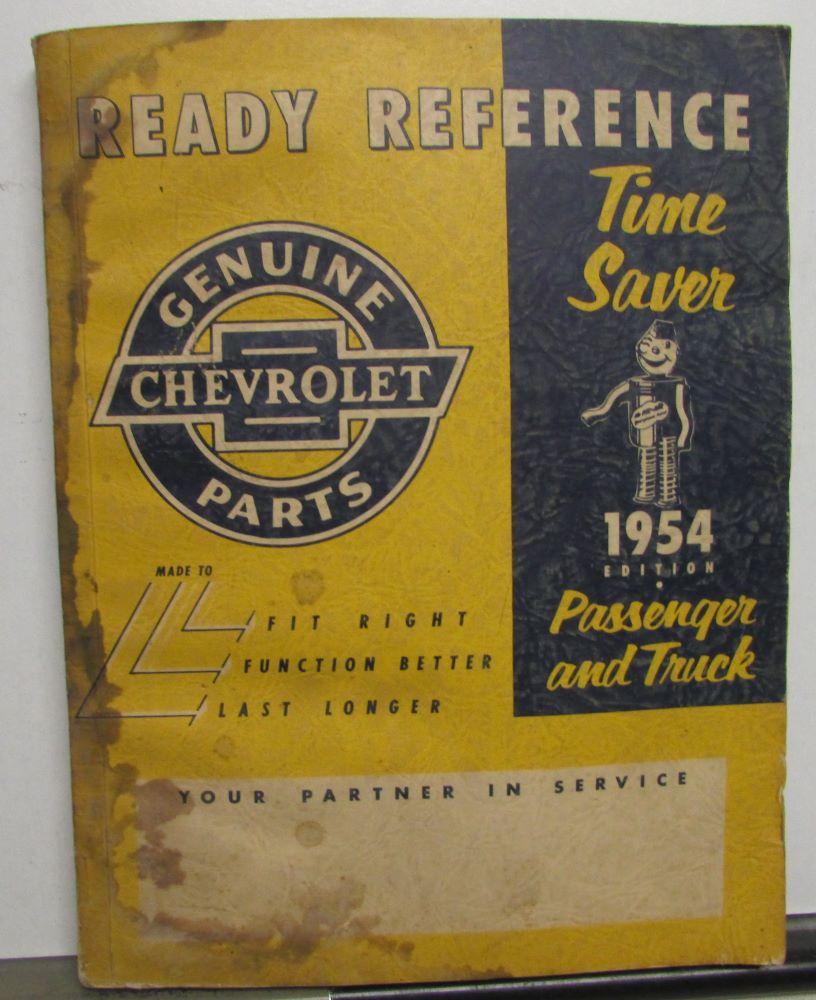 READY REFERENCE
Time
Saver
GENUINE
CHEVROLET
PARTS
1954
EDITION
Passenger
and Truck
MADE TO
FIT RIGHT
FUNCTION BETTER
LAST LONGER
YOUR PARTNER IN SERVICE